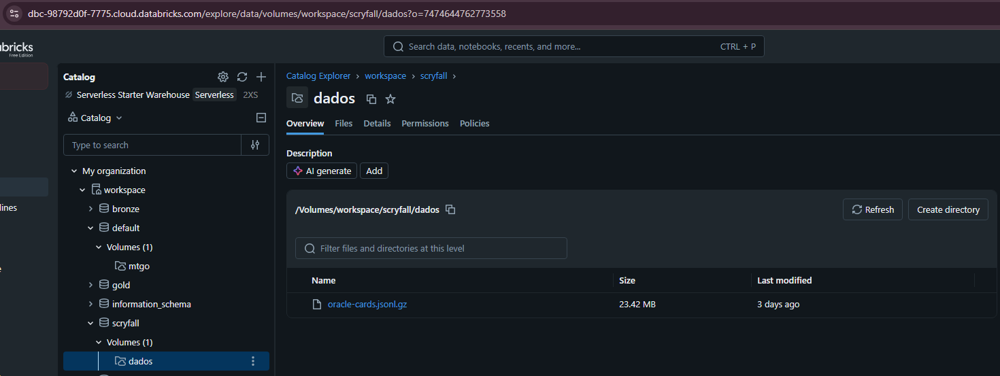 dbc-98792d0f-7775.cloud.databricks.com/explore/data/volumes/workspace/scryfall/dados?o=7474644762773558
abricks
Free Edition
Search data, notebooks, recents, and more...
CTRL + P
lines
Catalog
Serverless Starter Warehouse Serverless 2XS
Catalog
Type to search
My organization
workspace
bronze
default
Volumes (1)
mtgo
gold
information_schema
scryfall
Volumes (1)
dados
Catalog Explorer > workspace > scryfall >
dados
Overview Files Details Permissions Policies
Description
AI generate Add
/Volumes/workspace/scryfall/dados
Refresh Create directory
Filter files and directories at this level
Name Size Last modified
oracle-cards.jsonl.gz 23.42 MB 3 days ago